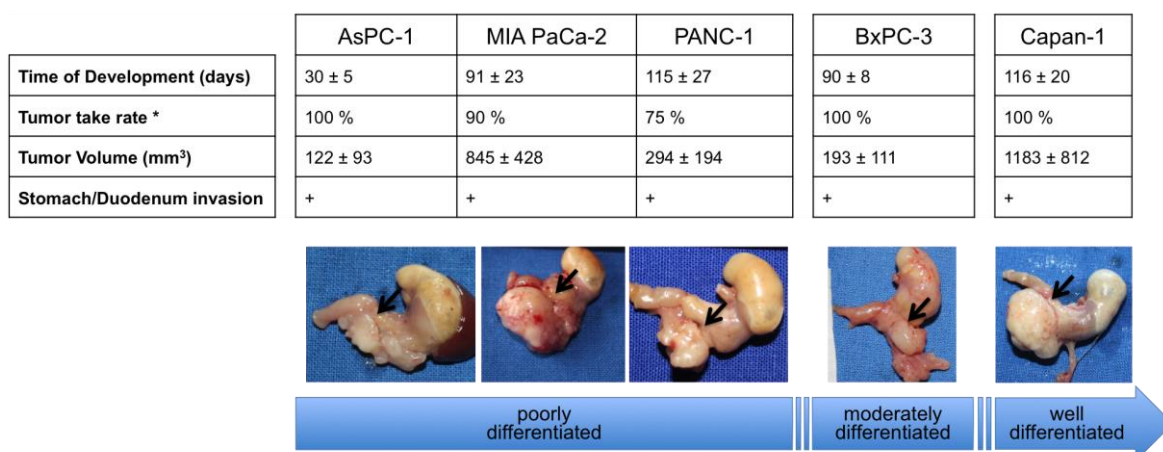 AsPC-1 MIA PaCa-2 PANC-1 BxPC-3 Capan-1
Time of Development (days) 30 ± 5 91 ± 23 115 ± 27 90 ± 8 116 ± 20
Tumor take rate * 100 % 90 % 75 % 100 % 100 %
Tumor Volume (mm³) 122 ± 93 845 ± 428 294 ± 194 193 ± 111 1183 ± 812
Stomach/Duodenum invasion + + + + +
poorly differentiated
moderately differentiated
well differentiated